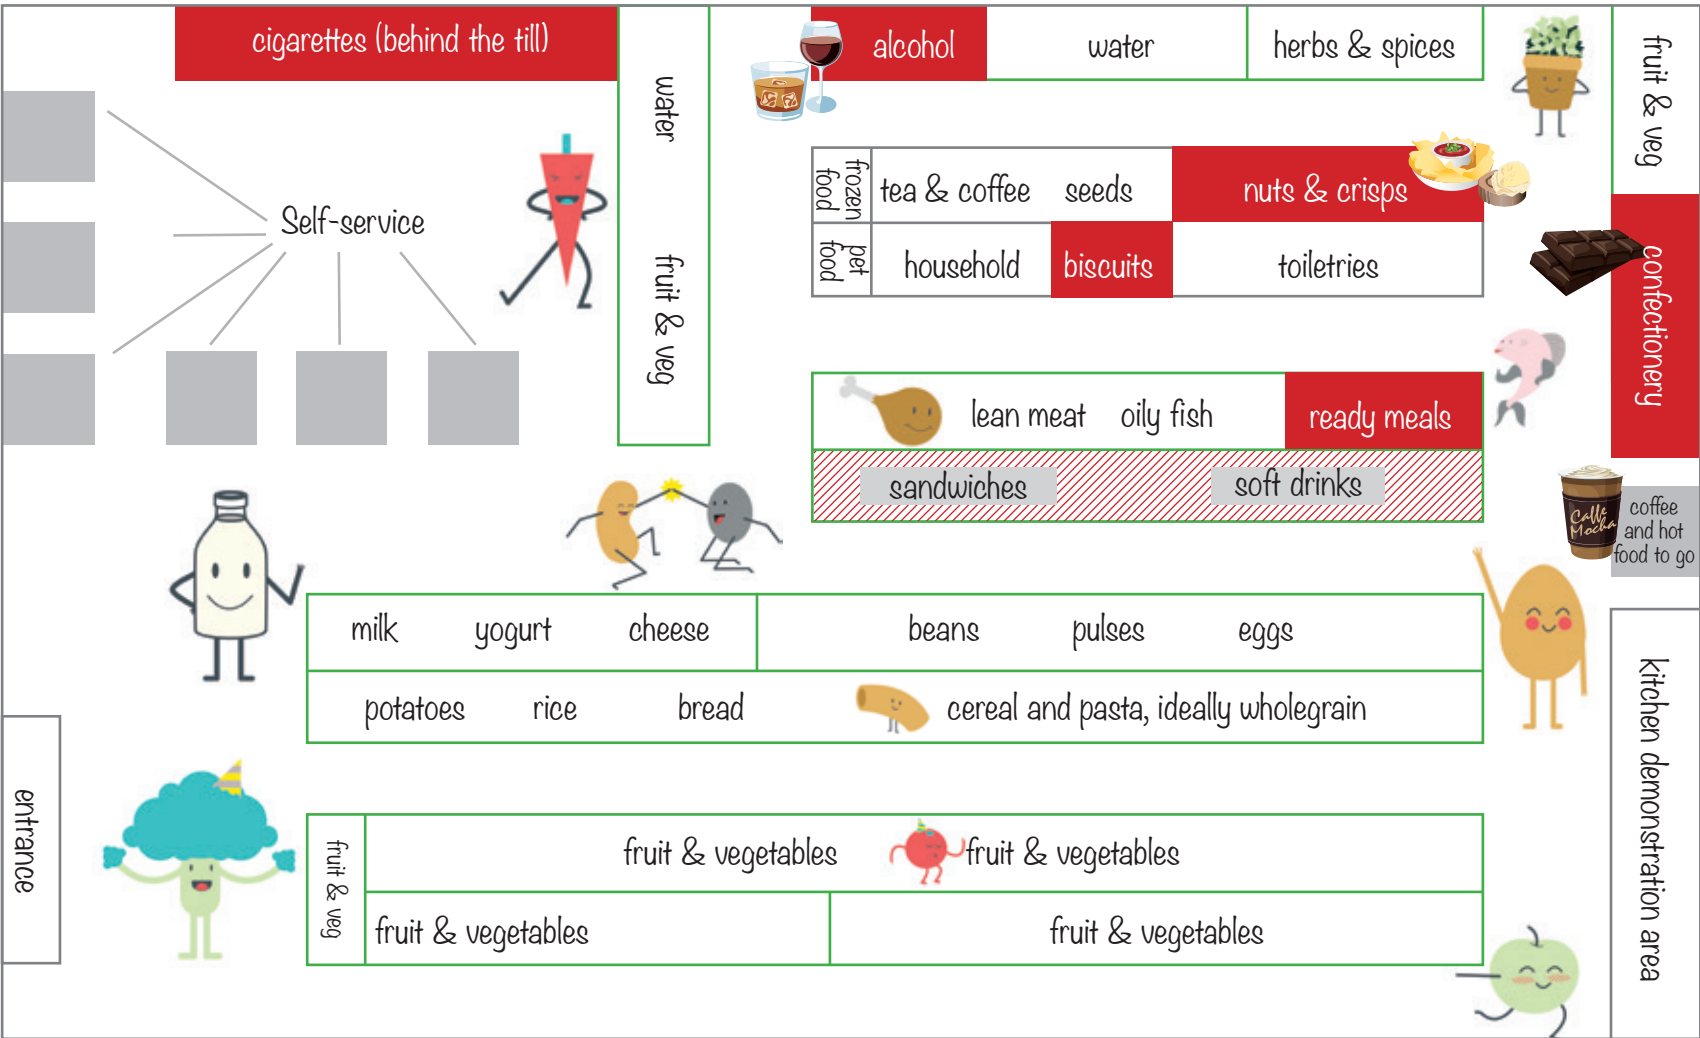 cigarettes (behind the till)
water
fruit & veg
Self-service
alcohol
water
herbs & spices
fruit & veg
confectionery
frozen
food
tea & coffee
seeds
nuts & crisps
pet
food
household
biscuits
toiletries
lean meat
oily fish
ready meals
sandwiches
soft drinks
Caffe
Mocha
coffee
and hot
food to go
milk
yogurt
cheese
beans
pulses
eggs
potatoes
rice
bread
cereal and pasta, ideally wholegrain
kitchen demonstration area
entrance
fruit & veg
fruit & vegetables
fruit & vegetables
fruit & vegetables
fruit & vegetables